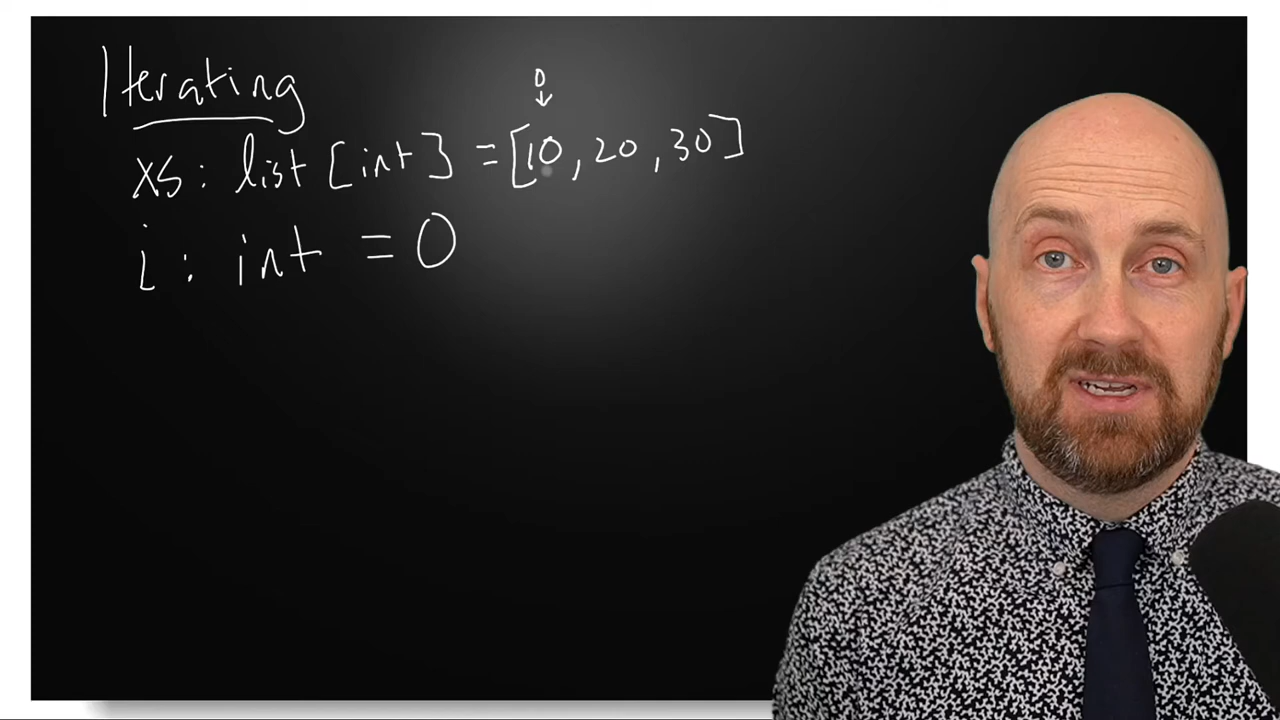 Iterating
0
xs: list[int] = [10, 20, 30]
i: int = 0